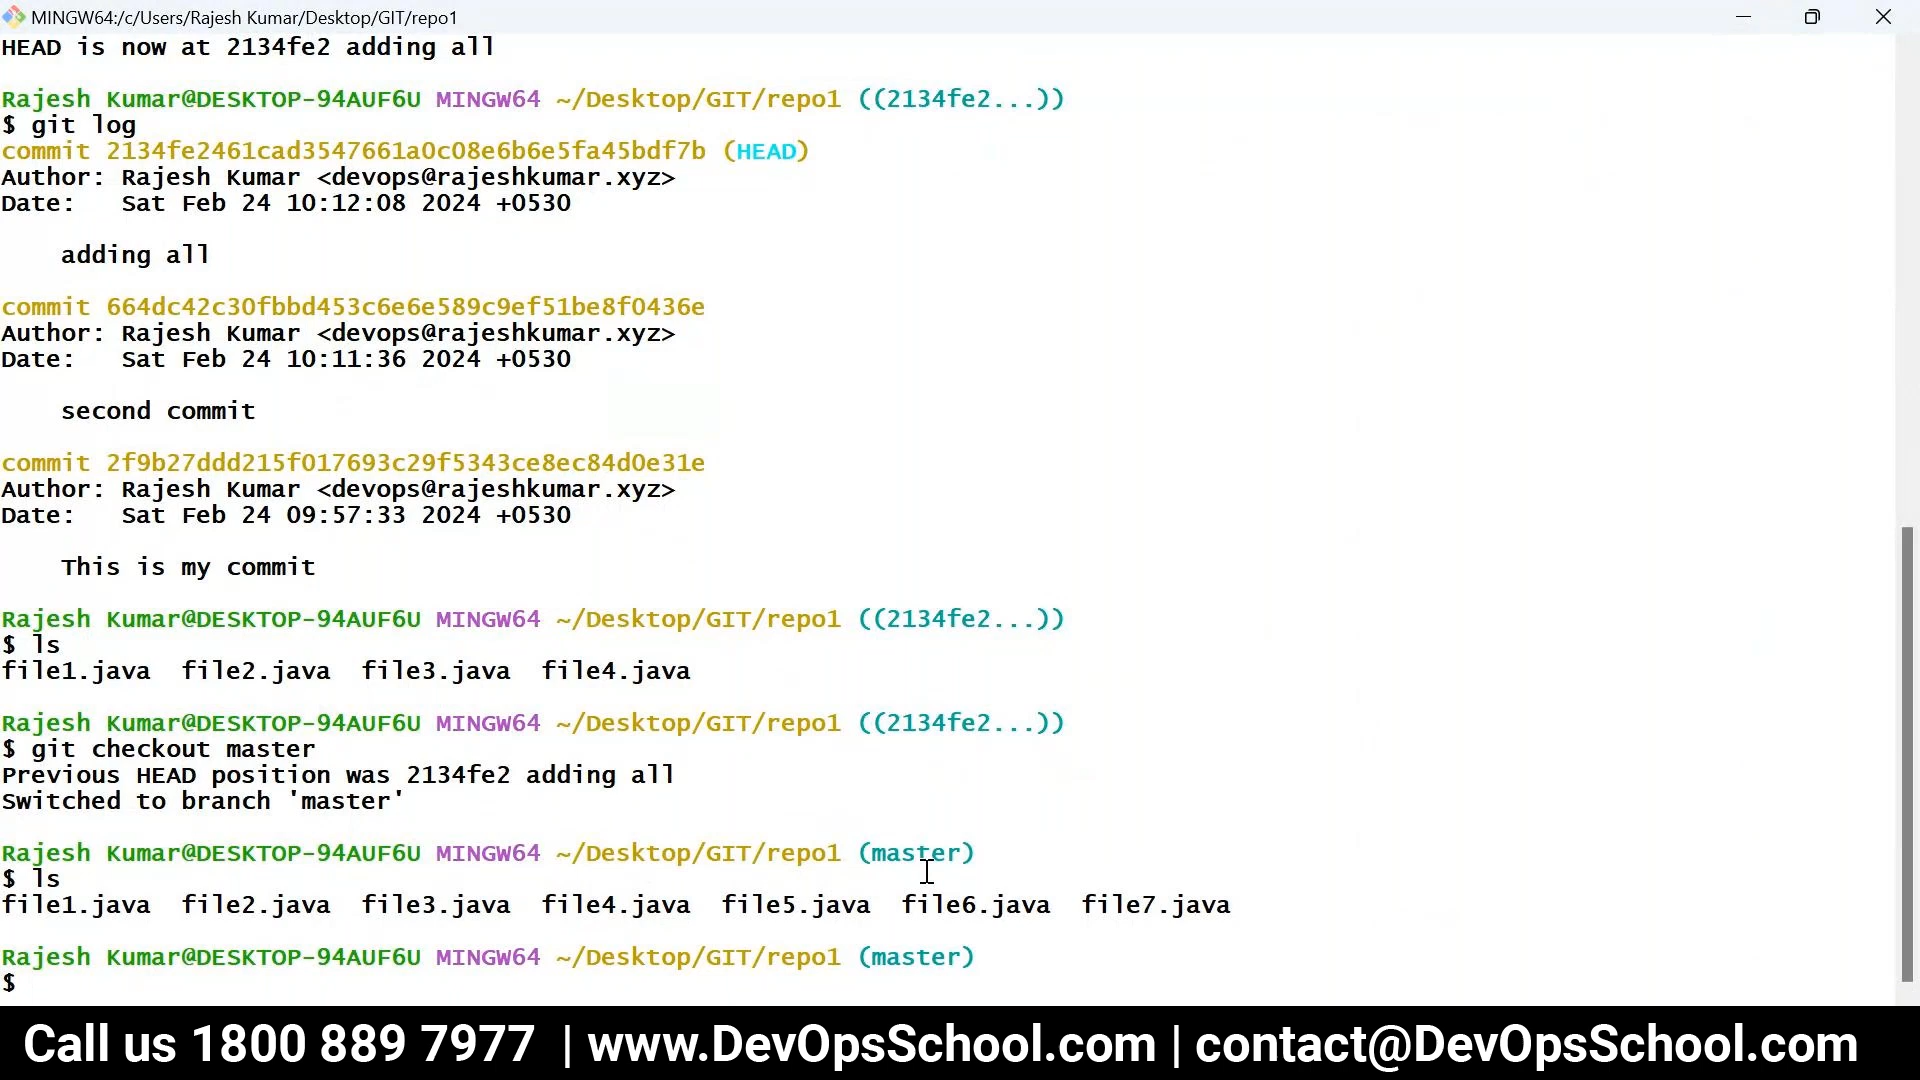 MINGW64:/c/Users/Rajesh Kumar/Desktop/GIT/repo1
HEAD is now at 2134fe2 adding all
Rajesh Kumar@DESKTOP-94AUF6U MINGW64 ~/Desktop/GIT/repo1 ((2134fe2...))
$ git log
commit 2134fe2461cad3547661a0c08e6b6e5fa45bdf7b (HEAD)
Author: Rajesh Kumar <devops@rajeshkumar.xyz>
Date:   Sat Feb 24 10:12:08 2024 +0530
adding all
commit 664dc42c30fbbd453c6e6e589c9ef51be8f0436e
Author: Rajesh Kumar <devops@rajeshkumar.xyz>
Date:   Sat Feb 24 10:11:36 2024 +0530
second commit
commit 2f9b27ddd215f017693c29f5343ce8ec84d0e31e
Author: Rajesh Kumar <devops@rajeshkumar.xyz>
Date:   Sat Feb 24 09:57:33 2024 +0530
This is my commit
Rajesh Kumar@DESKTOP-94AUF6U MINGW64 ~/Desktop/GIT/repo1 ((2134fe2...))
$ ls
file1.java  file2.java  file3.java  file4.java
Rajesh Kumar@DESKTOP-94AUF6U MINGW64 ~/Desktop/GIT/repo1 ((2134fe2...))
$ git checkout master
Previous HEAD position was 2134fe2 adding all
Switched to branch 'master'
Rajesh Kumar@DESKTOP-94AUF6U MINGW64 ~/Desktop/GIT/repo1 (master)
$ ls
file1.java  file2.java  file3.java  file4.java  file5.java  file6.java  file7.java
Rajesh Kumar@DESKTOP-94AUF6U MINGW64 ~/Desktop/GIT/repo1 (master)
$
Call us 1800 889 7977 | www.DevOpsSchool.com | contact@DevOpsSchool.com